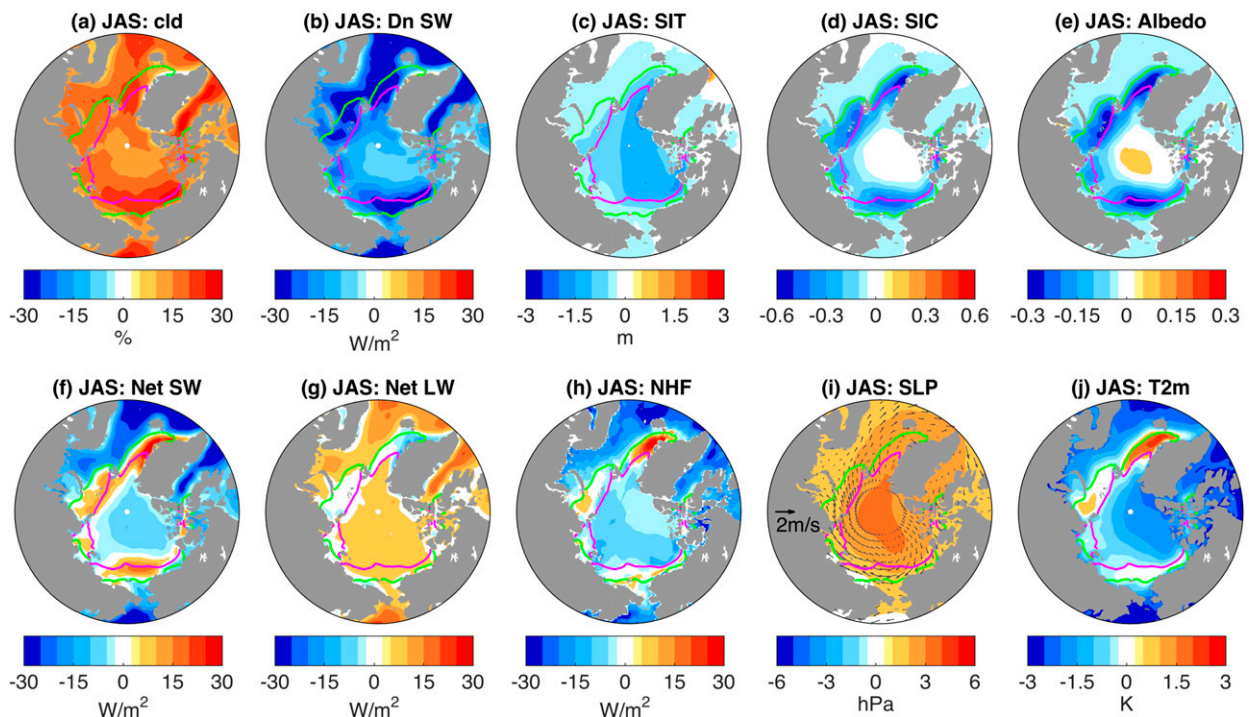 (a) JAS: cld
(b) JAS: Dn SW
(c) JAS: SIT
(d) JAS: SIC
(e) JAS: Albedo
-30 -15 0 15 30
-30 -15 0 15 30
-3 -1.5 0 1.5 3
-0.6 -0.3 0 0.3 0.6
-0.3 -0.15 0 0.15 0.3
%
W/m²
m
(f) JAS: Net SW
(g) JAS: Net LW
(h) JAS: NHF
(i) JAS: SLP
(j) JAS: T2m
2m/s
-30 -15 0 15 30
-30 -15 0 15 30
-30 -15 0 15 30
-6 -3 0 3 6
-3 -1.5 0 1.5 3
W/m²
W/m²
W/m²
hPa
K